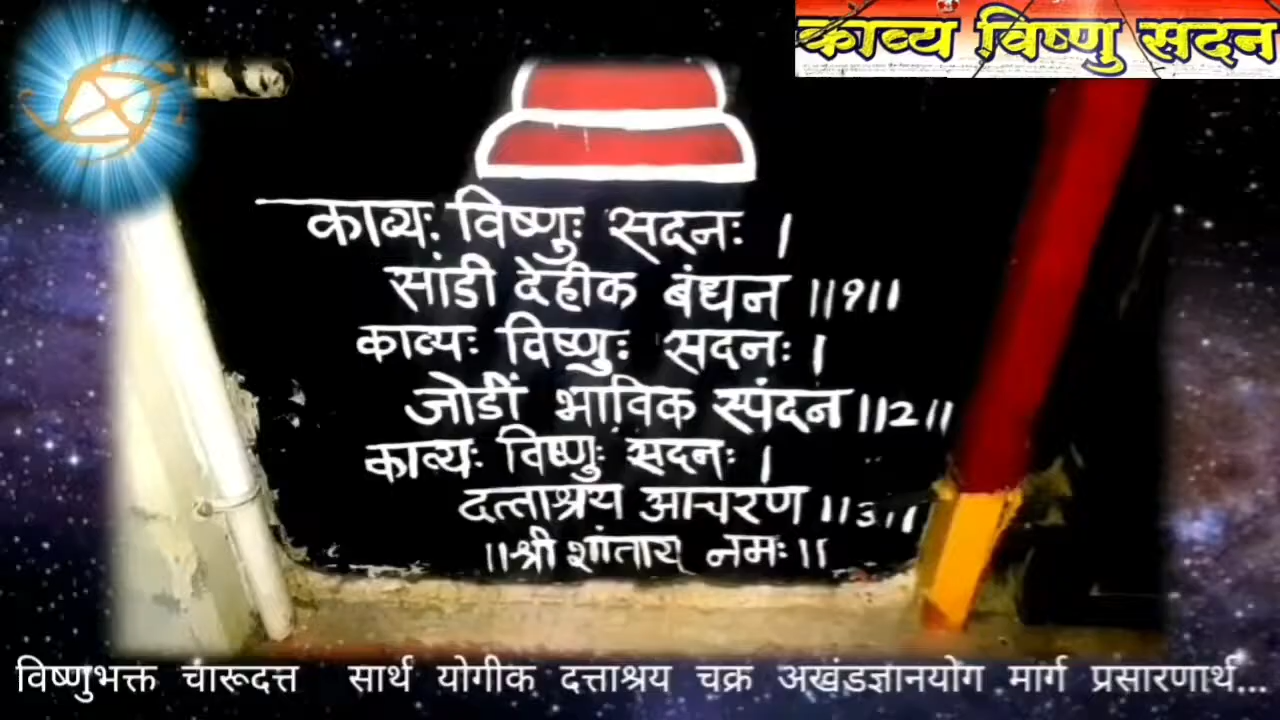 काव्य विष्णु सदन
काव्यः विष्णुः सदनः ।
सांडी देहीक बंद्यन ॥१॥
काव्यः विष्णुः सदनः ।
जोडीं भाविक स्पंदन ॥2॥
काव्यः विष्णुः सदनः ।
दत्ताश्रय आचरण ॥3॥
॥श्री शांताय नमः॥
विष्णुभक्त चारूदत्त सार्थ योगीक दत्ताश्रय चक्र अखंडज्ञानयोग मार्ग प्रसारणार्थ...